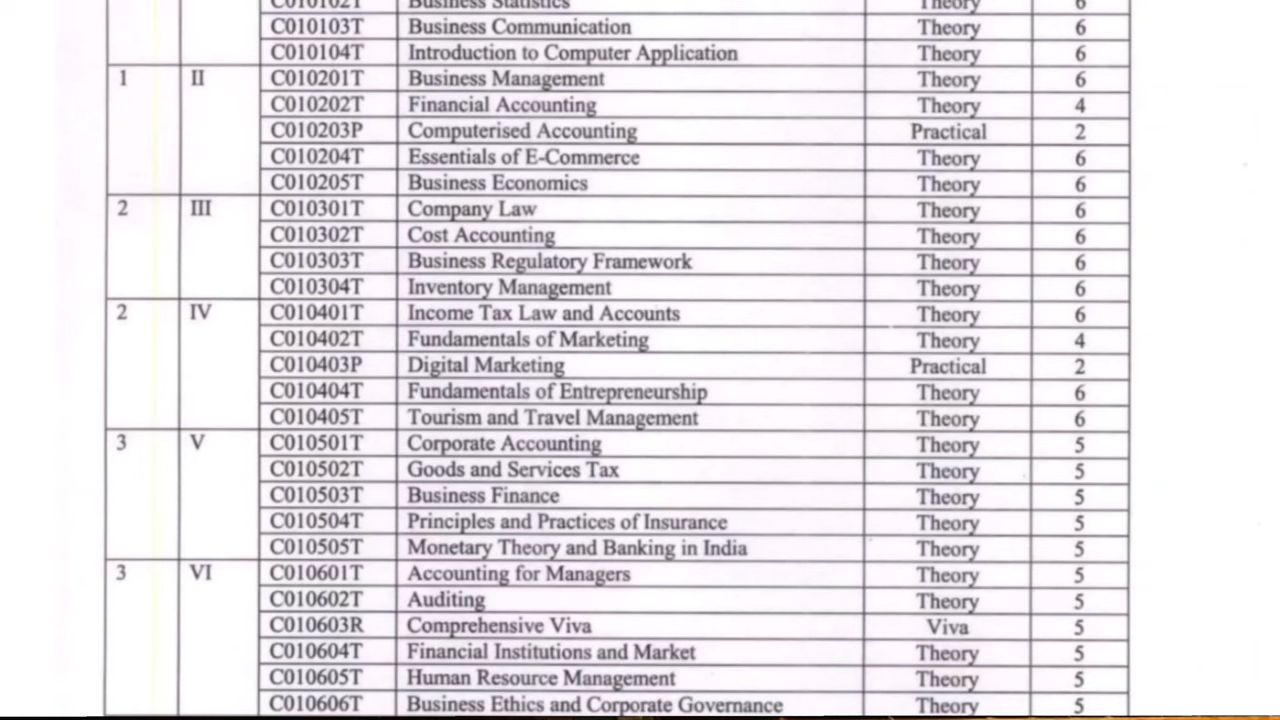 C010102T Business Statistics Theory 6
C010103T Business Communication Theory 6
C010104T Introduction to Computer Application Theory 6
1 II C010201T Business Management Theory 6
C010202T Financial Accounting Theory 4
C010203P Computerised Accounting Practical 2
C010204T Essentials of E-Commerce Theory 6
C010205T Business Economics Theory 6
2 III C010301T Company Law Theory 6
C010302T Cost Accounting Theory 6
C010303T Business Regulatory Framework Theory 6
C010304T Inventory Management Theory 6
2 IV C010401T Income Tax Law and Accounts Theory 6
C010402T Fundamentals of Marketing Theory 4
C010403P Digital Marketing Practical 2
C010404T Fundamentals of Entrepreneurship Theory 6
C010405T Tourism and Travel Management Theory 6
3 V C010501T Corporate Accounting Theory 5
C010502T Goods and Services Tax Theory 5
C010503T Business Finance Theory 5
C010504T Principles and Practices of Insurance Theory 5
C010505T Monetary Theory and Banking in India Theory 5
3 VI C010601T Accounting for Managers Theory 5
C010602T Auditing Theory 5
C010603R Comprehensive Viva Viva 5
C010604T Financial Institutions and Market Theory 5
C010605T Human Resource Management Theory 5
C010606T Business Ethics and Corporate Governance Theory 5